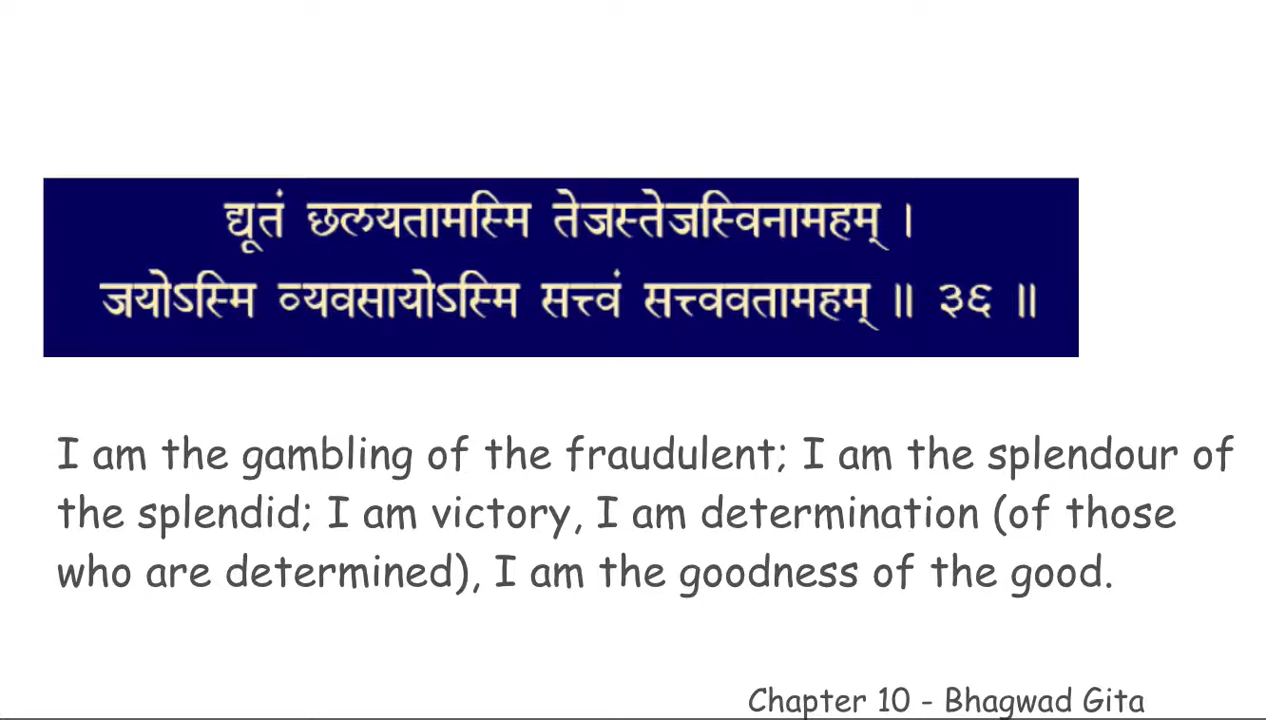 द्यूतं छलयतामस्मि तेजस्तेजस्विनामहम् ।
जयोऽस्मि व्यवसायोऽस्मि सत्त्वं सत्त्ववतामहम् ॥ ३६ ॥
I am the gambling of the fraudulent; I am the splendour of
the splendid; I am victory, I am determination (of those
who are determined), I am the goodness of the good.
Chapter 10 - Bhagwad Gita